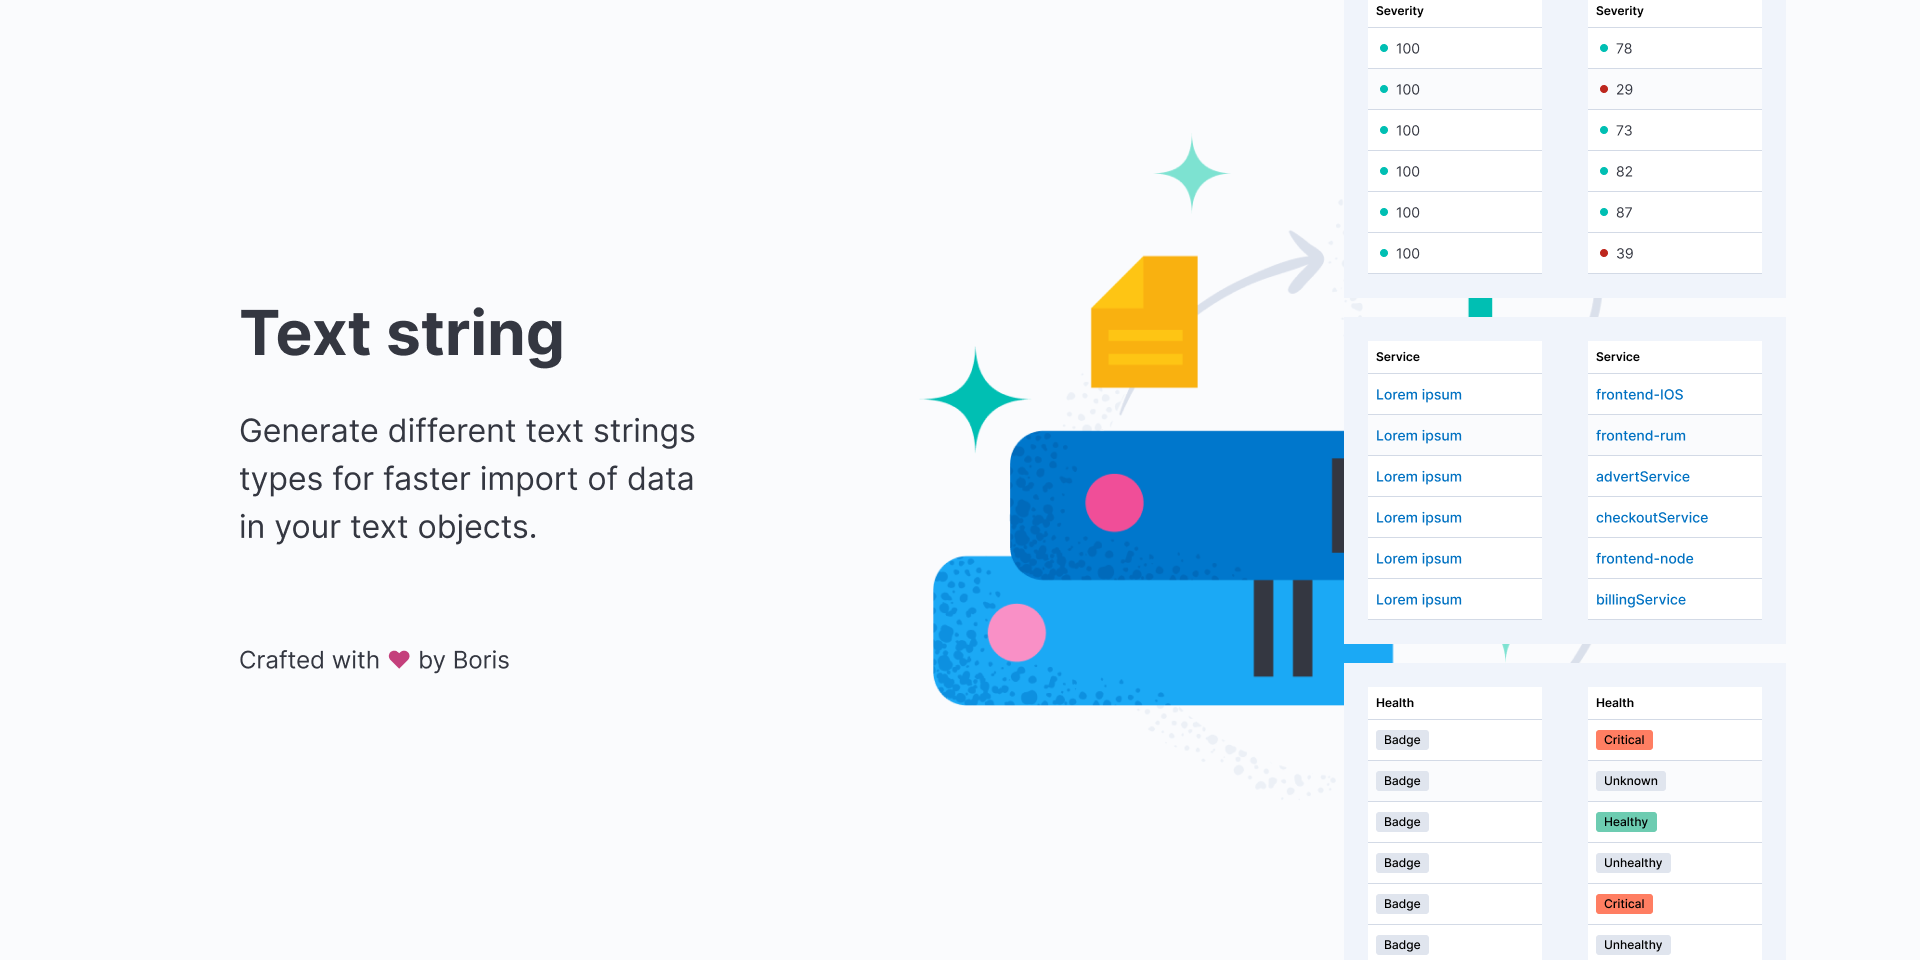 Text string
Generate different text strings
types for faster import of data
in your text objects.
Crafted with ♥ by Boris
Severity
100
100
100
100
100
100
Severity
78
29
73
82
87
39
Service
Lorem ipsum
Lorem ipsum
Lorem ipsum
Lorem ipsum
Lorem ipsum
Lorem ipsum
Service
frontend-IOS
frontend-rum
advertService
checkoutService
frontend-node
billingService
Health
Badge
Badge
Badge
Badge
Badge
Badge
Health
Critical
Unknown
Healthy
Unhealthy
Critical
Unhealthy